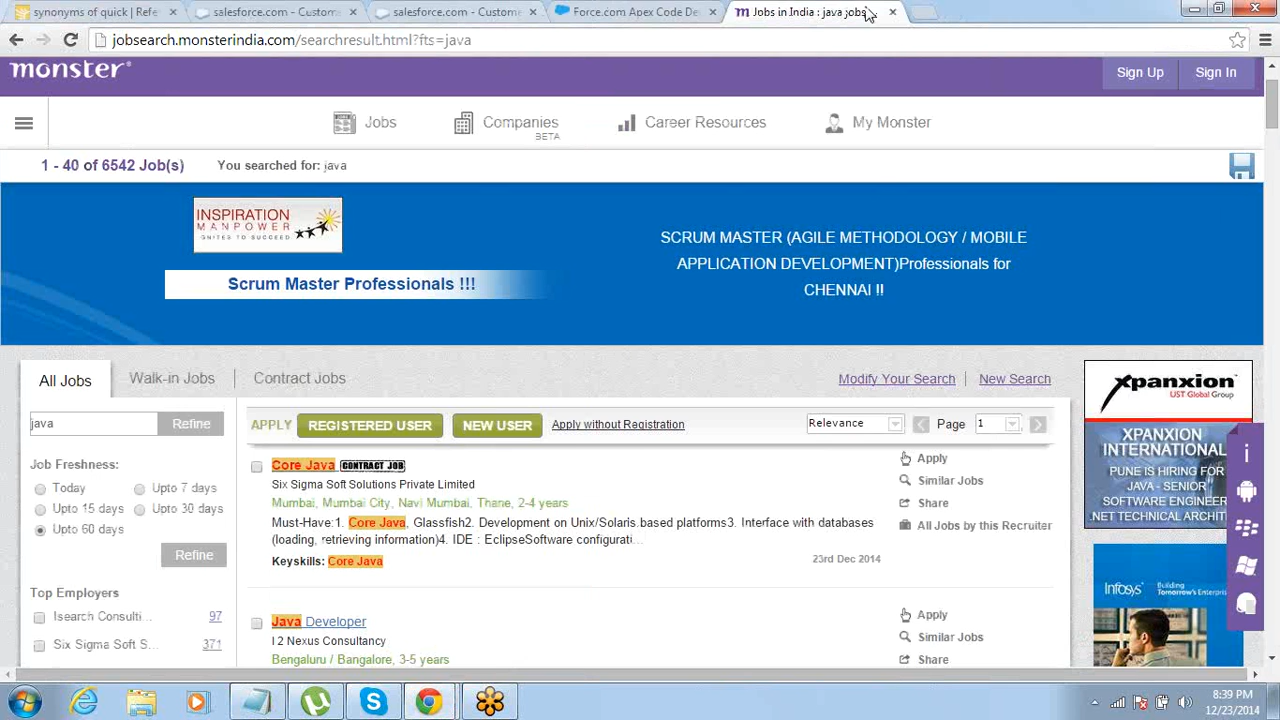 synonyms of quick | Refe
salesforce.com - Custome
salesforce.com - Custome
Force.com Apex Code De
Jobs in India : java jobs
jobsearch.monsterindia.com/searchresult.html?fts=java
monster
Sign Up
Sign In
Jobs
Companies
BETA
Career Resources
My Monster
1 - 40 of 6542 Job(s)
You searched for: java
INSPIRATION
MANPOWER
IGNITES TO SUCCEED
Scrum Master Professionals !!!
SCRUM MASTER (AGILE METHODOLOGY / MOBILE
APPLICATION DEVELOPMENT)Professionals for
CHENNAI !!
All Jobs
Walk-in Jobs
Contract Jobs
Modify Your Search
New Search
java
Refine
APPLY
REGISTERED USER
NEW USER
Apply without Registration
Relevance
Page
1
Job Freshness:
Today
Upto 7 days
Upto 15 days
Upto 30 days
Upto 60 days
Refine
Top Employers
Isearch Consulti...
97
Six Sigma Soft S...
371
Core Java CONTRACT JOB
Six Sigma Soft Solutions Private Limited
Mumbai, Mumbai City, Navi Mumbai, Thane, 2-4 years
Must-Have:1. Core Java, Glassfish2. Development on Unix/Solaris.based platforms3. Interface with databases
(loading, retrieving information)4. IDE : EclipseSoftware configurati...
Keyskills: Core Java
23rd Dec 2014
Apply
Similar Jobs
Share
All Jobs by this Recruiter
Java Developer
I 2 Nexus Consultancy
Bengaluru / Bangalore, 3-5 years
Apply
Similar Jobs
Share
xpanxion
UST Global Group
XPANXION
INTERNATIONAL
PUNE IS HIRING FOR
JAVA - SENIOR
SOFTWARE ENGINEER
NET TECHNICAL ARCHI
Infosys
Building
Tomorrow's Enterpri
8:39 PM
12/23/2014